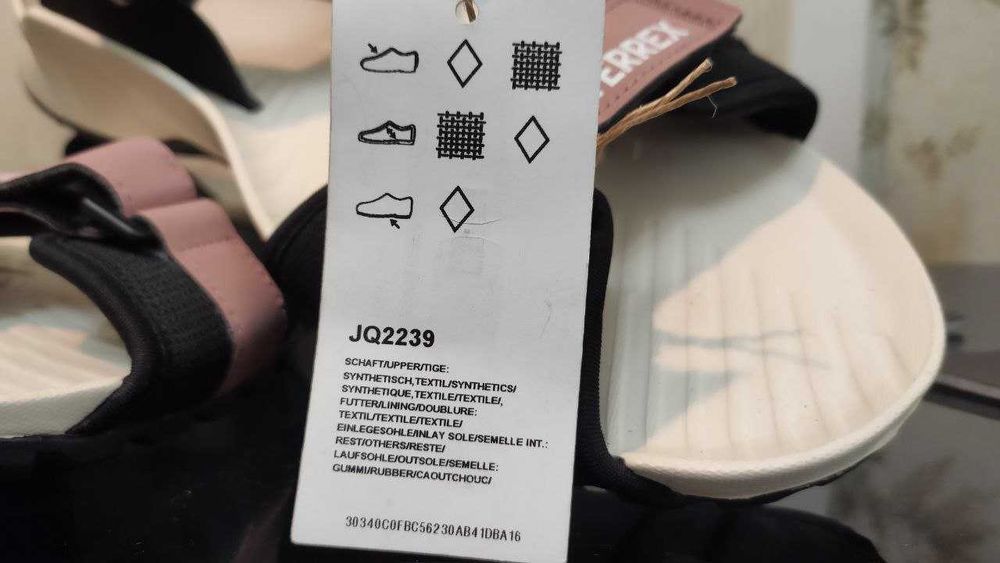 ERREX
JQ2239
SCHAFT/UPPER/TIGE:
SYNTHETISCH,TEXTIL/SYNTHETICS/
SYNTHETIQUE,TEXTILE/TEXTILE/,
FUTTER/LINING/DOUBLURE:
TEXTIL/TEXTILE/TEXTILE/
EINLEGESOHLE/INLAY SOLE/SEMELLE INT.:
REST/OTHERS/RESTE/
LAUFSOHLE/OUTSOLE/SEMELLE:
GUMMI/RUBBER/CAOUTCHOUC/
30340C0FBC56230AB41DBA16